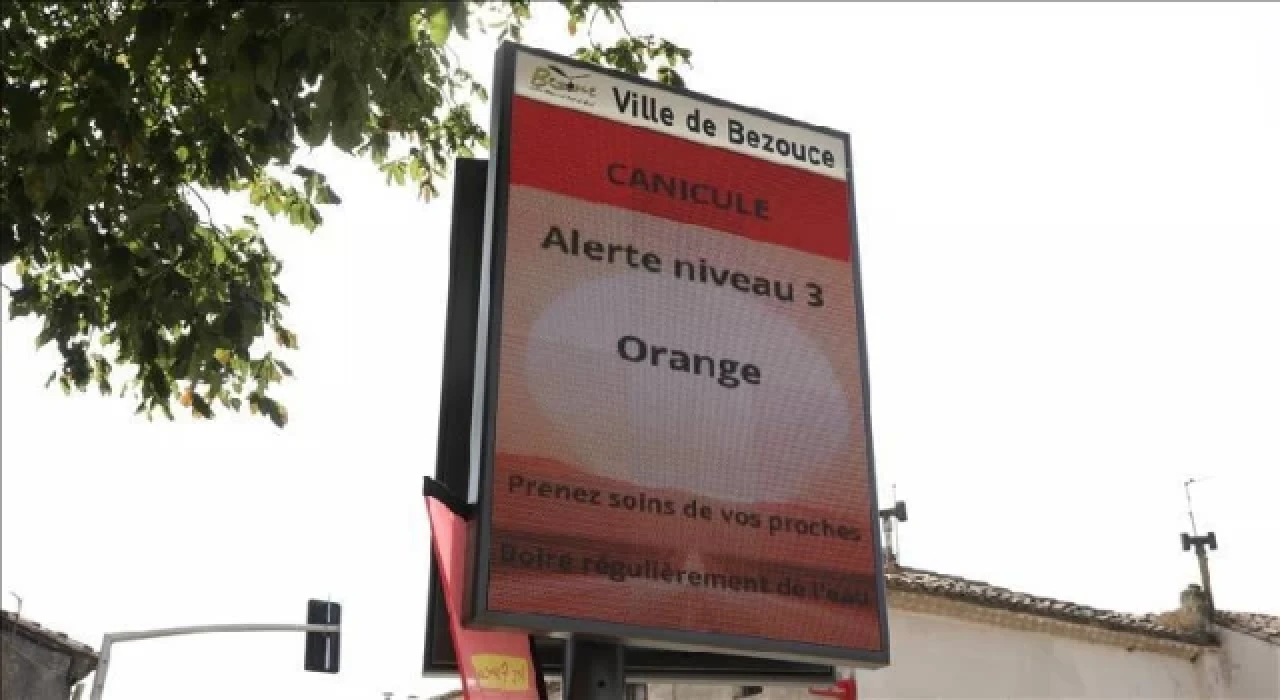 Ville de Bezouce
CANICULE
Alerte niveau 3
Orange
Prenez soins de vos proches
Boire régulièrement de l'eau